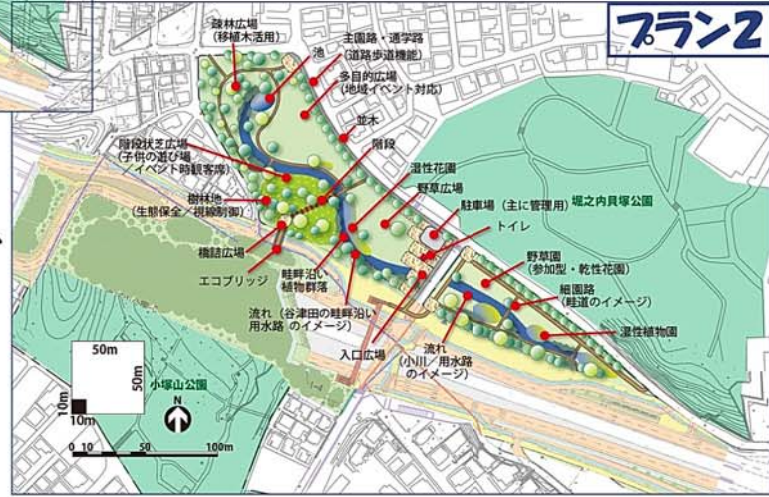 プラン2
疎林広場
(移植木活用)
池
主園路・通学路
(道路歩道機能)
多目的広場
(地域イベント対応)
並木
階段状芝広場
(子供の遊び場
/イベント時観客席)
階段
湿性花園
野草広場
樹林地
(生態保全/視線制御)
駐車場(主に管理用)
堀之内貝塚公園
トイレ
橋詰広場
エコブリッジ
畦畔沿い
植物群落
野草園
(参加型・乾性花園)
細園路
(畦道のイメージ)
流れ(谷津田の畦畔沿い
用水路 のイメージ)
入口広場
流れ
(小川/用水路
のイメージ)
湿性植物園
50m
50m
10m
10m
小塚山公園
N
0 10 50 100m